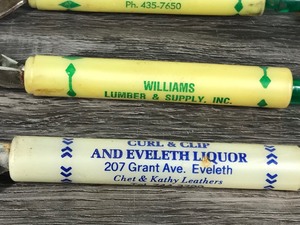 Ph. 435-7650
WILLIAMS
LUMBER & SUPPLY, INC.
CURL & CLIP
AND EVELETH LIQUOR
207 Grant Ave. Eveleth
Chet & Kathy Leathers